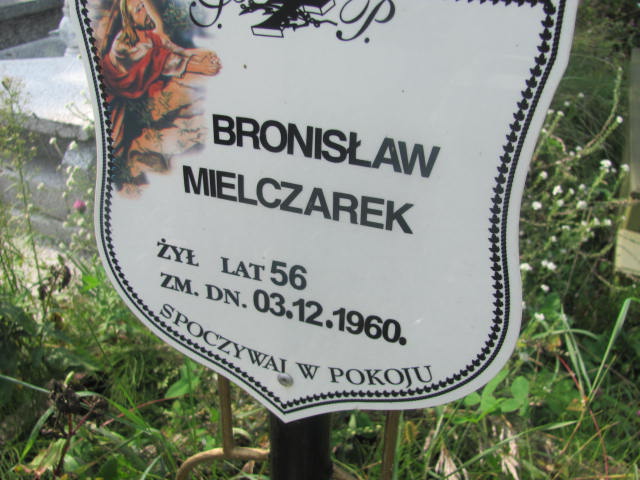 Ś. P.
BRONISŁAW
MIELCZAREK
ŻYŁ LAT 56
ZM. DN. 03.12.1960.
SPOCZYWAJ W POKOJU